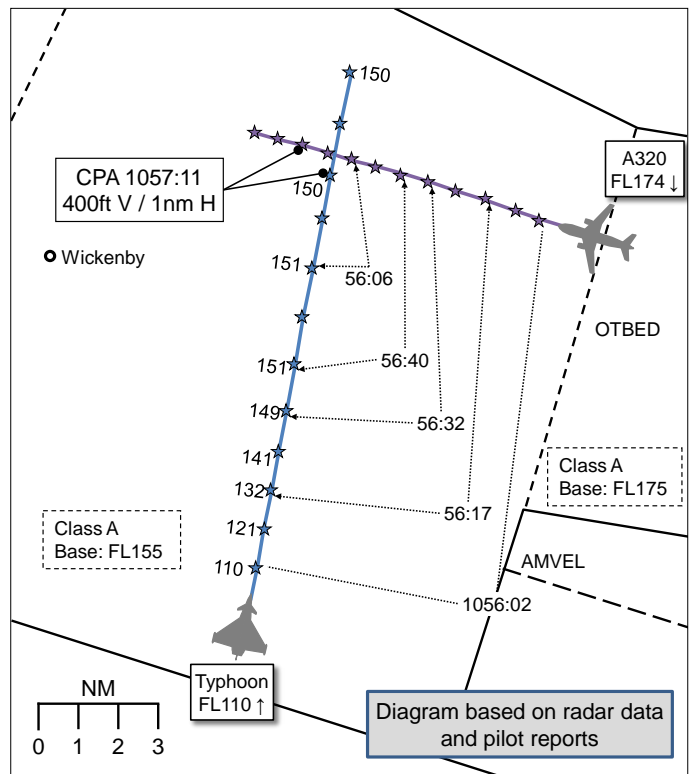 150
A320
FL174 ↓
CPA 1057:11
400ft V / 1nm H
150
Wickenby
151
56:06
OTBED
151
56:40
149
56:32
141
Class A
Base: FL175
132
56:17
Class A
Base: FL155
121
AMVEL
110
1056:02
Typhoon
FL110 ↑
NM
0 1 2 3
Diagram based on radar data
and pilot reports